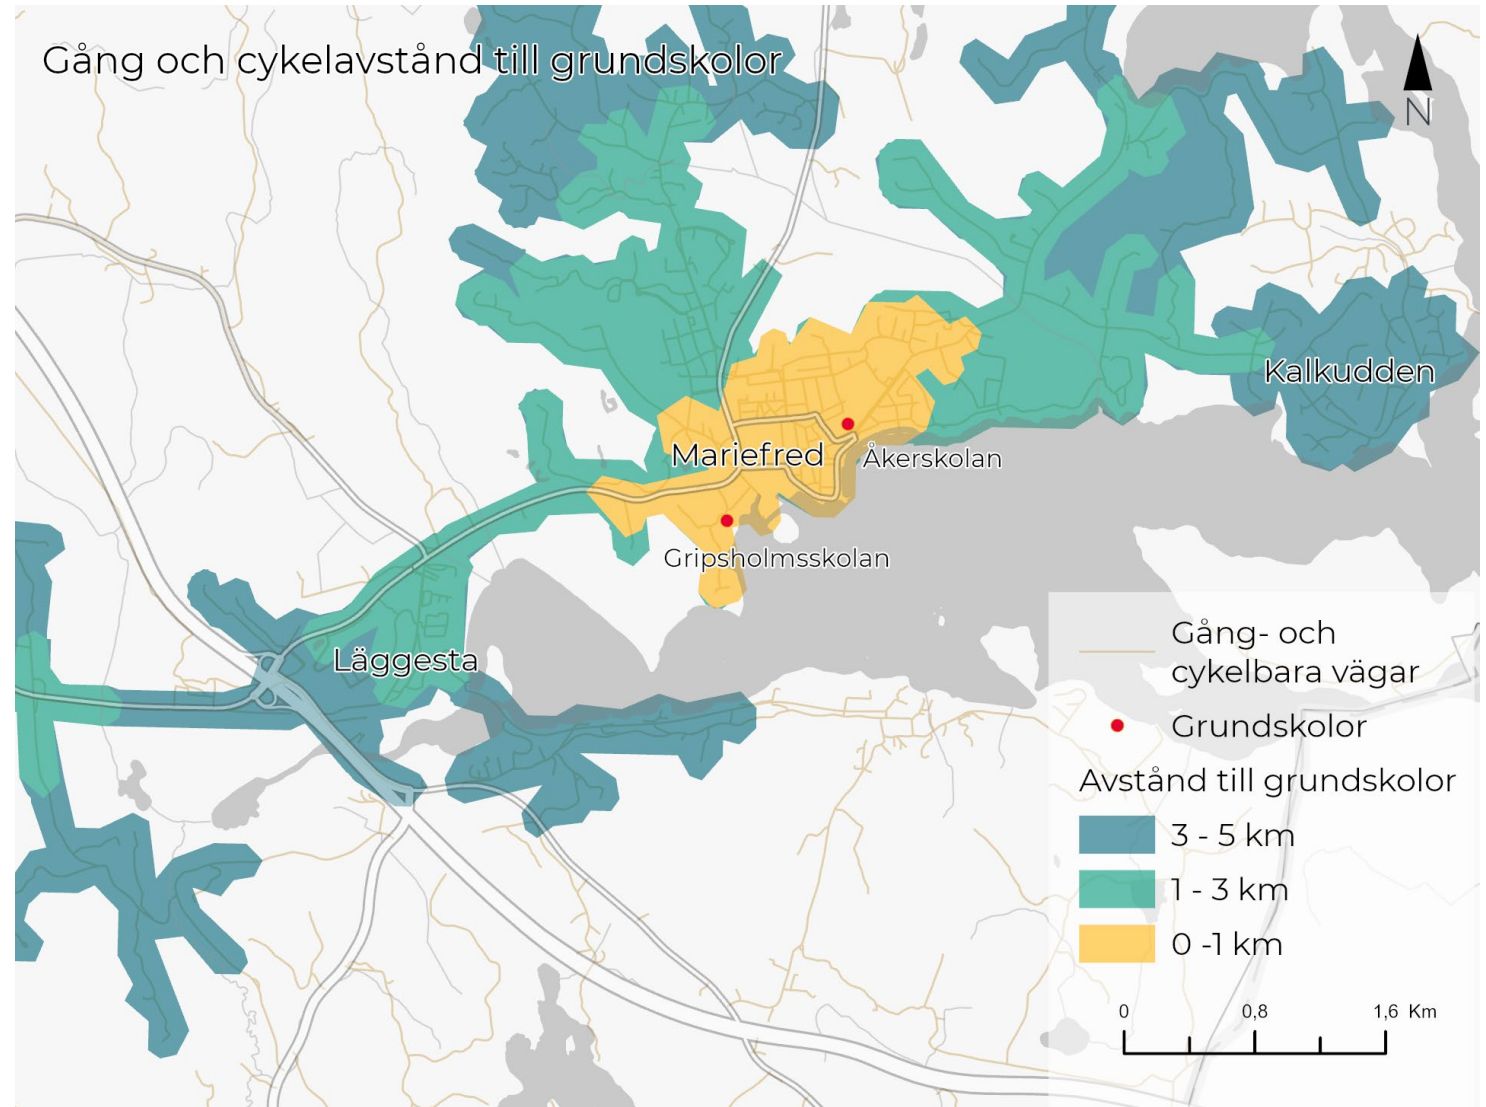 Gång och cykelavstånd till grundskolor
N
Kalkudden
Mariefred
Åkerskolan
Gripsholmsskolan
Läggesta
Gång- och
cykelbara vägar
Grundskolor
Avstånd till grundskolor
3 - 5 km
1 - 3 km
0 -1 km
0 0,8 1,6 Km